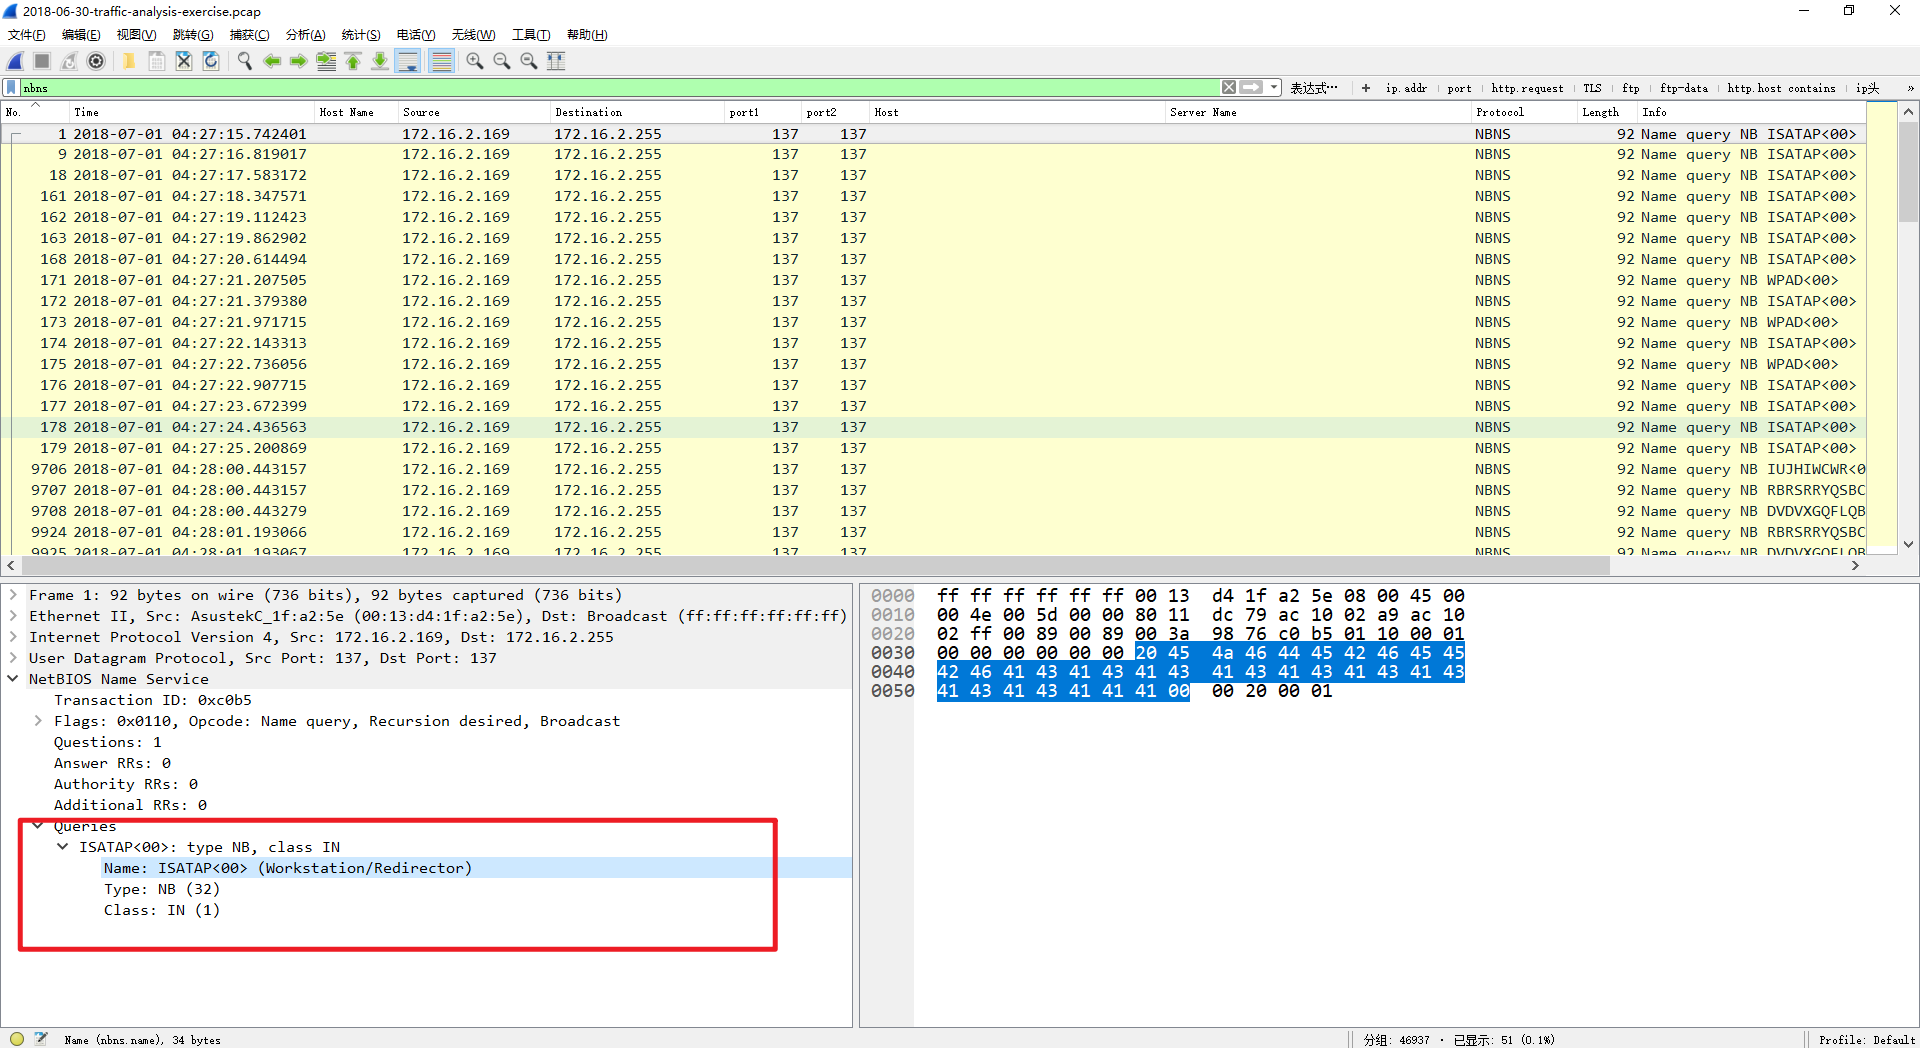 2018-06-30-traffic-analysis-exercise.pcap
文件(F) 编辑(E) 视图(V) 跳转(G) 捕获(C) 分析(A) 统计(S) 电话(Y) 无线(W) 工具(T) 帮助(H)
nbns 表达式… + ip.addr port http.request TLS ftp ftp-data http.host contains ip头 »
No. Time Host Name Source Destination port1 port2 Host Server Name Protocol Length Info
1 2018-07-01 04:27:15.742401 172.16.2.169 172.16.2.255 137 137 NBNS 92 Name query NB ISATAP<00>
9 2018-07-01 04:27:16.819017 172.16.2.169 172.16.2.255 137 137 NBNS 92 Name query NB ISATAP<00>
18 2018-07-01 04:27:17.583172 172.16.2.169 172.16.2.255 137 137 NBNS 92 Name query NB ISATAP<00>
161 2018-07-01 04:27:18.347571 172.16.2.169 172.16.2.255 137 137 NBNS 92 Name query NB ISATAP<00>
162 2018-07-01 04:27:19.112423 172.16.2.169 172.16.2.255 137 137 NBNS 92 Name query NB ISATAP<00>
163 2018-07-01 04:27:19.862902 172.16.2.169 172.16.2.255 137 137 NBNS 92 Name query NB ISATAP<00>
168 2018-07-01 04:27:20.614494 172.16.2.169 172.16.2.255 137 137 NBNS 92 Name query NB ISATAP<00>
171 2018-07-01 04:27:21.207505 172.16.2.169 172.16.2.255 137 137 NBNS 92 Name query NB WPAD<00>
172 2018-07-01 04:27:21.379380 172.16.2.169 172.16.2.255 137 137 NBNS 92 Name query NB ISATAP<00>
173 2018-07-01 04:27:21.971715 172.16.2.169 172.16.2.255 137 137 NBNS 92 Name query NB WPAD<00>
174 2018-07-01 04:27:22.143313 172.16.2.169 172.16.2.255 137 137 NBNS 92 Name query NB ISATAP<00>
175 2018-07-01 04:27:22.736056 172.16.2.169 172.16.2.255 137 137 NBNS 92 Name query NB WPAD<00>
176 2018-07-01 04:27:22.907715 172.16.2.169 172.16.2.255 137 137 NBNS 92 Name query NB ISATAP<00>
177 2018-07-01 04:27:23.672399 172.16.2.169 172.16.2.255 137 137 NBNS 92 Name query NB ISATAP<00>
178 2018-07-01 04:27:24.436563 172.16.2.169 172.16.2.255 137 137 NBNS 92 Name query NB ISATAP<00>
179 2018-07-01 04:27:25.200869 172.16.2.169 172.16.2.255 137 137 NBNS 92 Name query NB ISATAP<00>
9706 2018-07-01 04:28:00.443157 172.16.2.169 172.16.2.255 137 137 NBNS 92 Name query NB IUJHIWCWR<0
9707 2018-07-01 04:28:00.443157 172.16.2.169 172.16.2.255 137 137 NBNS 92 Name query NB RBRSRRYQSBC
9708 2018-07-01 04:28:00.443279 172.16.2.169 172.16.2.255 137 137 NBNS 92 Name query NB DVDVXGQFLQB
9924 2018-07-01 04:28:01.193066 172.16.2.169 172.16.2.255 137 137 NBNS 92 Name query NB RBRSRRYQSBC
9925 2018-07-01 04:28:01.193067 172.16.2.169 172.16.2.255 137 137 NBNS 92 Name query NB DVDVXGQFLQB
Frame 1: 92 bytes on wire (736 bits), 92 bytes captured (736 bits)
Ethernet II, Src: AsustekC_1f:a2:5e (00:13:d4:1f:a2:5e), Dst: Broadcast (ff:ff:ff:ff:ff:ff)
Internet Protocol Version 4, Src: 172.16.2.169, Dst: 172.16.2.255
User Datagram Protocol, Src Port: 137, Dst Port: 137
NetBIOS Name Service
Transaction ID: 0xc0b5
Flags: 0x0110, Opcode: Name query, Recursion desired, Broadcast
Questions: 1
Answer RRs: 0
Authority RRs: 0
Additional RRs: 0
Queries
ISATAP<00>: type NB, class IN
Name: ISATAP<00> (Workstation/Redirector)
Type: NB (32)
Class: IN (1)
0000 ff ff ff ff ff ff 00 13 d4 1f a2 5e 08 00 45 00
0010 00 4e 00 5d 00 00 80 11 dc 79 ac 10 02 a9 ac 10
0020 02 ff 00 89 00 89 00 3a 98 76 c0 b5 01 10 00 01
0030 00 00 00 00 00 00 20 45 4a 46 44 45 42 46 45 45
0040 42 46 41 43 41 43 41 43 41 43 41 43 41 43 41 43
0050 41 43 41 43 41 41 41 00 00 20 00 01
Name (nbns.name), 34 bytes 分组: 46937 · 已显示: 51 (0.1%) Profile: Default